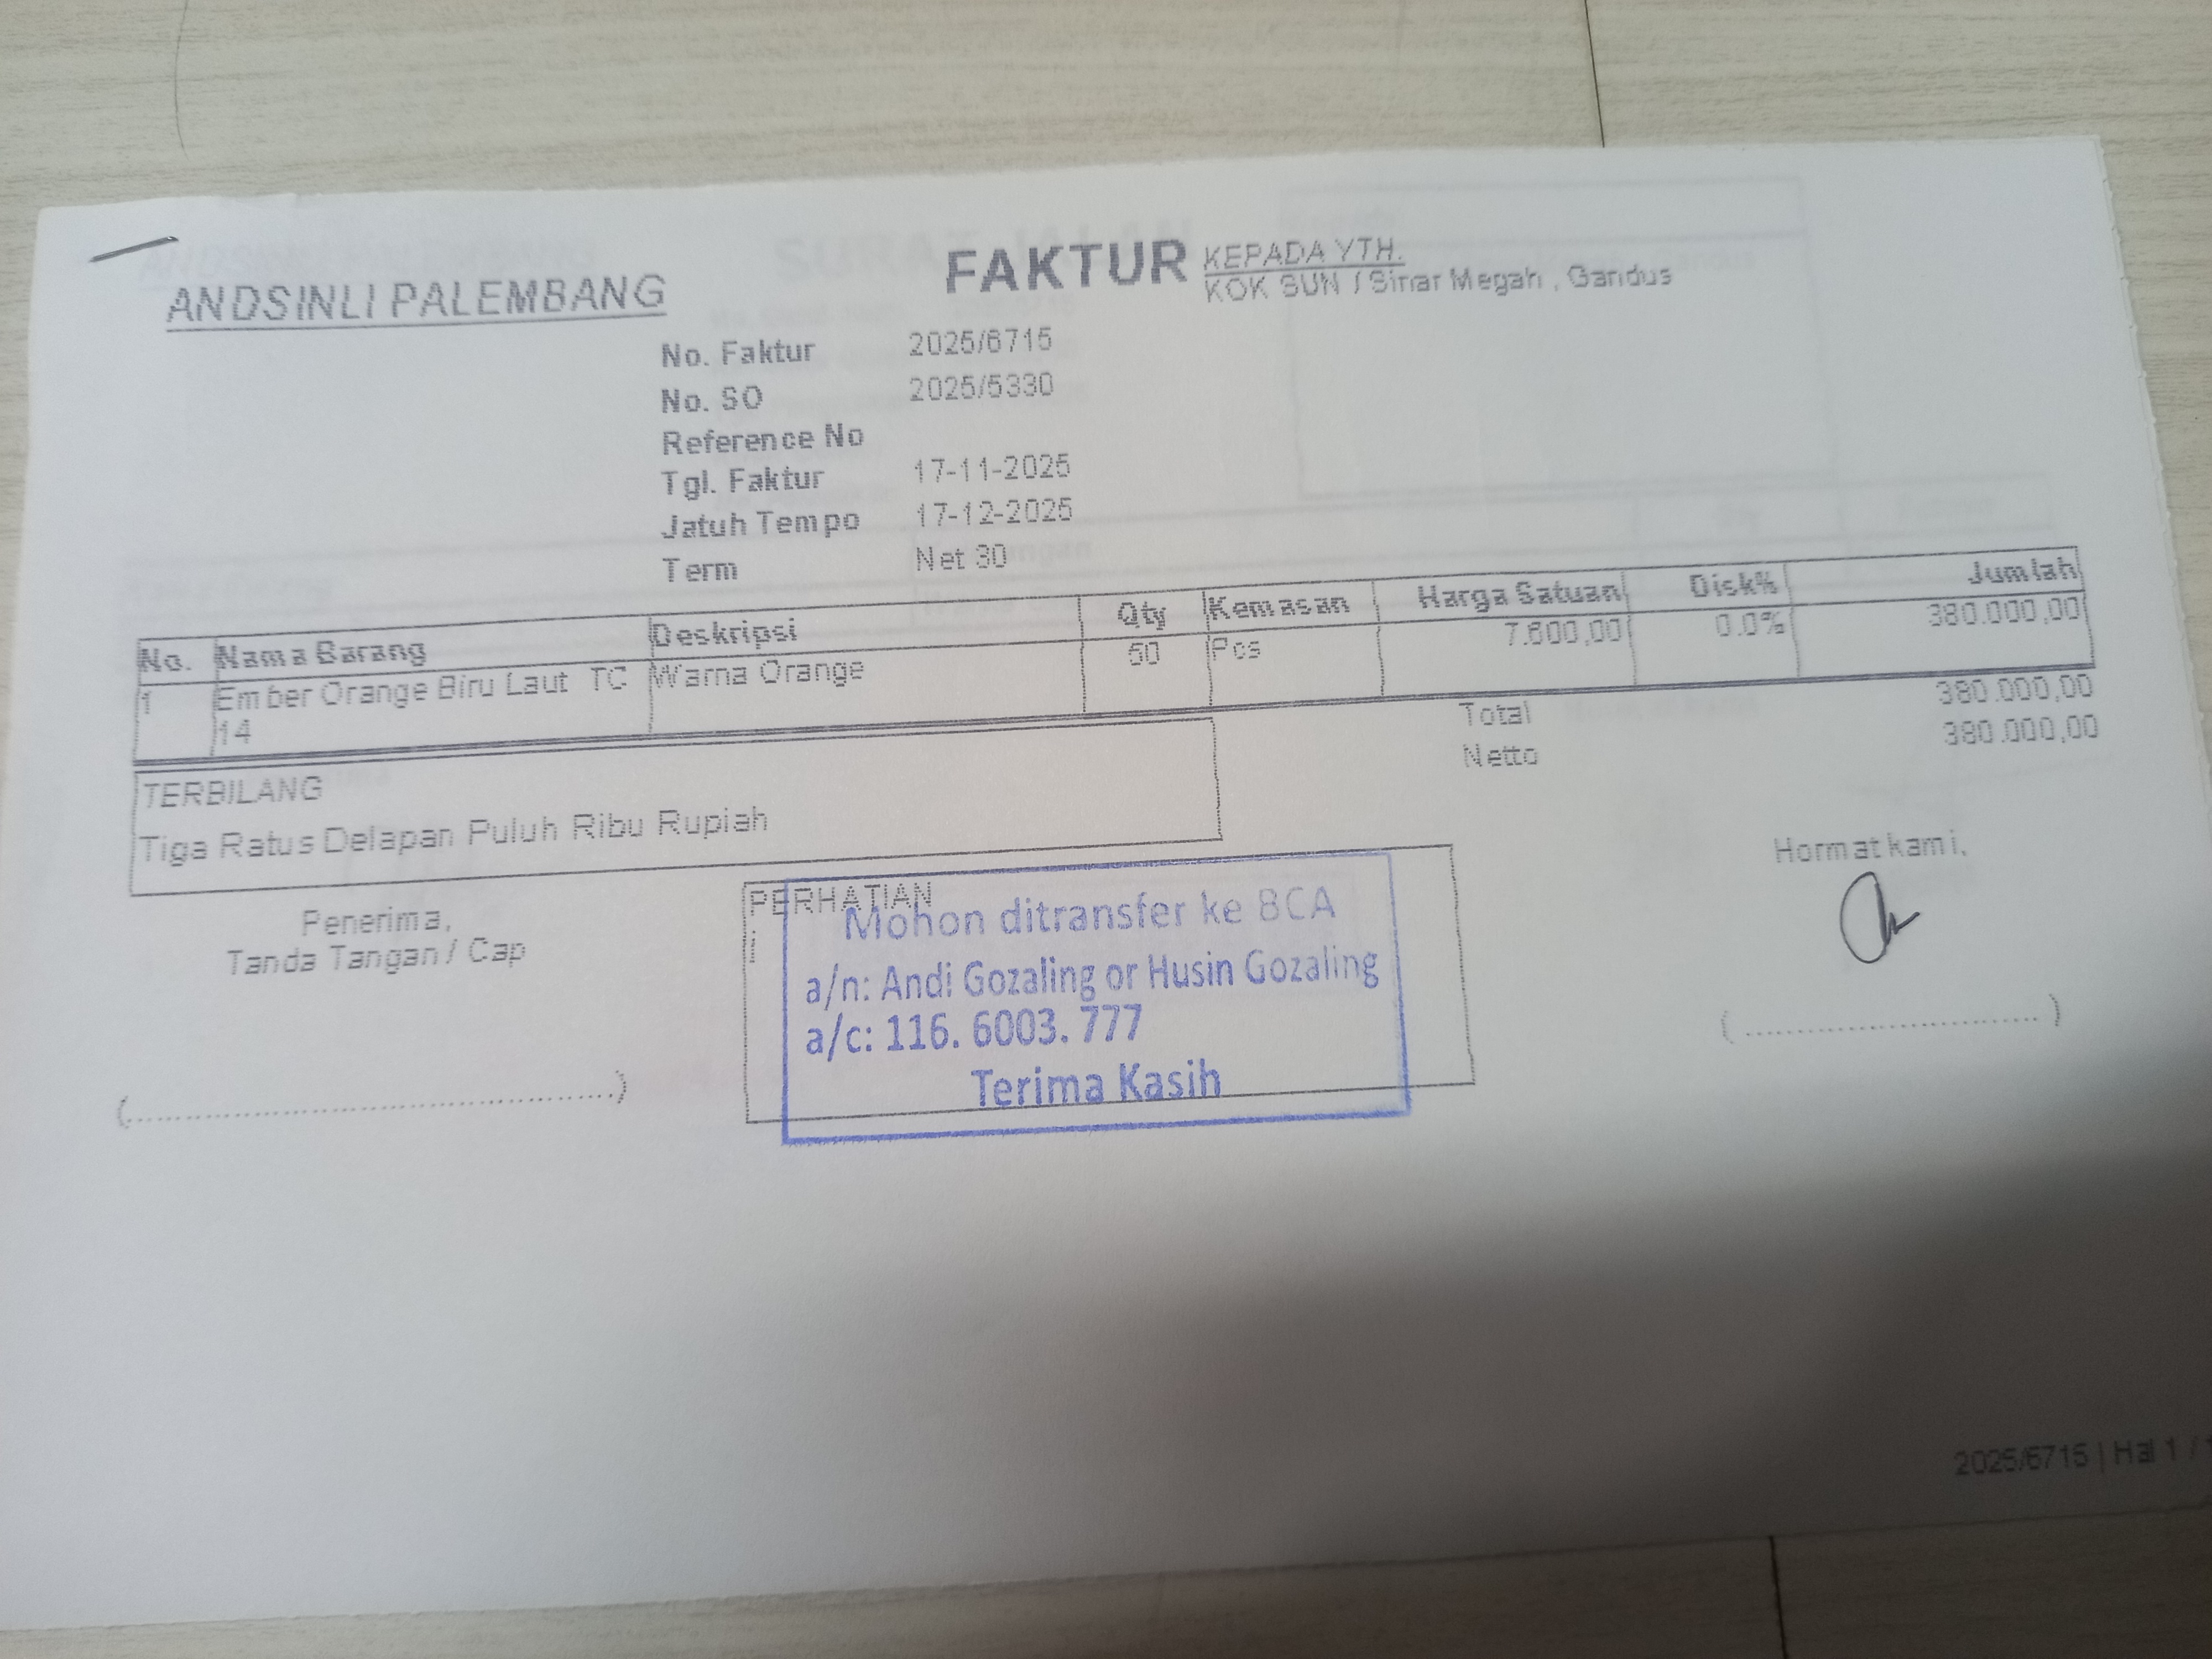 ANDSINLI PALEMBANG
FAKTUR
KEPADA YTH.
KOK SUN / Sinar Megah , Gandus
No. Faktur 2025/6715
No. SO 2025/5330
Reference No
Tgl. Faktur 17-11-2025
Jatuh Tempo 17-12-2025
Term Net 30
No. Nama Barang Deskripsi Qty Kemasan Harga Satuan Disk% Jumlah
1 Ember Orange Biru Laut TC Warna Orange 50 Pcs 7.600,00 0.0% 380.000,00
14
Total 380.000,00
Netto 380.000,00
TERBILANG
Tiga Ratus Delapan Puluh Ribu Rupiah
Penerima,
Tanda Tangan / Cap
(..................................................)
PERHATIAN
Mohon ditransfer ke BCA
a/n: Andi Gozaling or Husin Gozaling
a/c: 116. 6003. 777
Terima Kasih
Hormat kami,
( ................................ )
2025/6715 | Hal 1 /